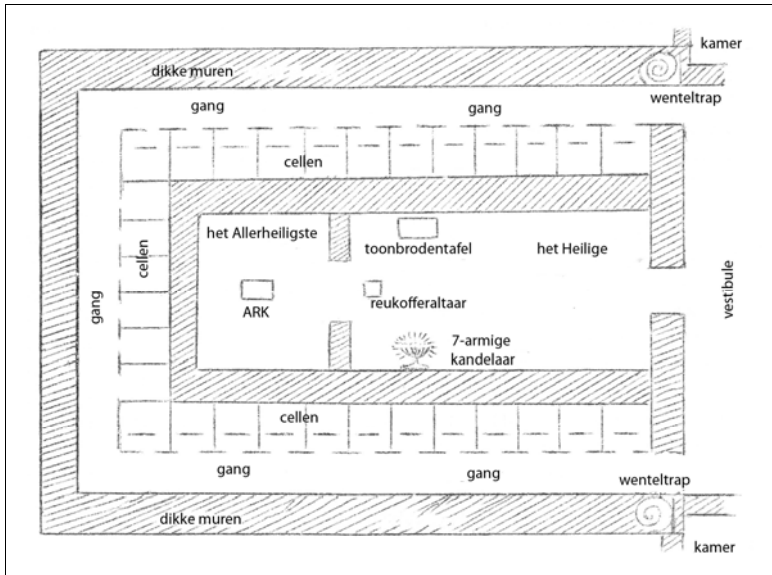 kamer
dikke muren
wenteltrap
gang
gang
cellen
het Allerheiligste
toonbrodentafel
het Heilige
cellen
gang
ARK
reukofferaltaar
vestibule
7-armige
kandelaar
cellen
gang
gang
wenteltrap
dikke muren
kamer